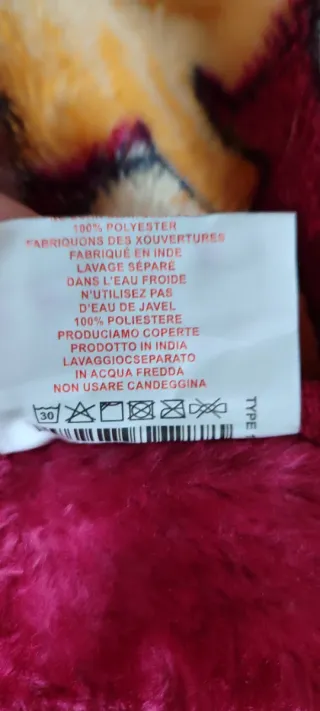 100% POLYESTER
FABRIQUONS DES XOUVERTURES
FABRIQUÉ EN INDE
LAVAGE SÉPARÉ
DANS L'EAU FROIDE
N'UTILISEZ PAS
D'EAU DE JAVEL
100% POLIESTERE
PRODUCIAMO COPERTE
PRODOTTO IN INDIA
LAVAGGIOCSEPARATO
IN ACQUA FREDDA
NON USARE CANDEGGINA
30
TYPE